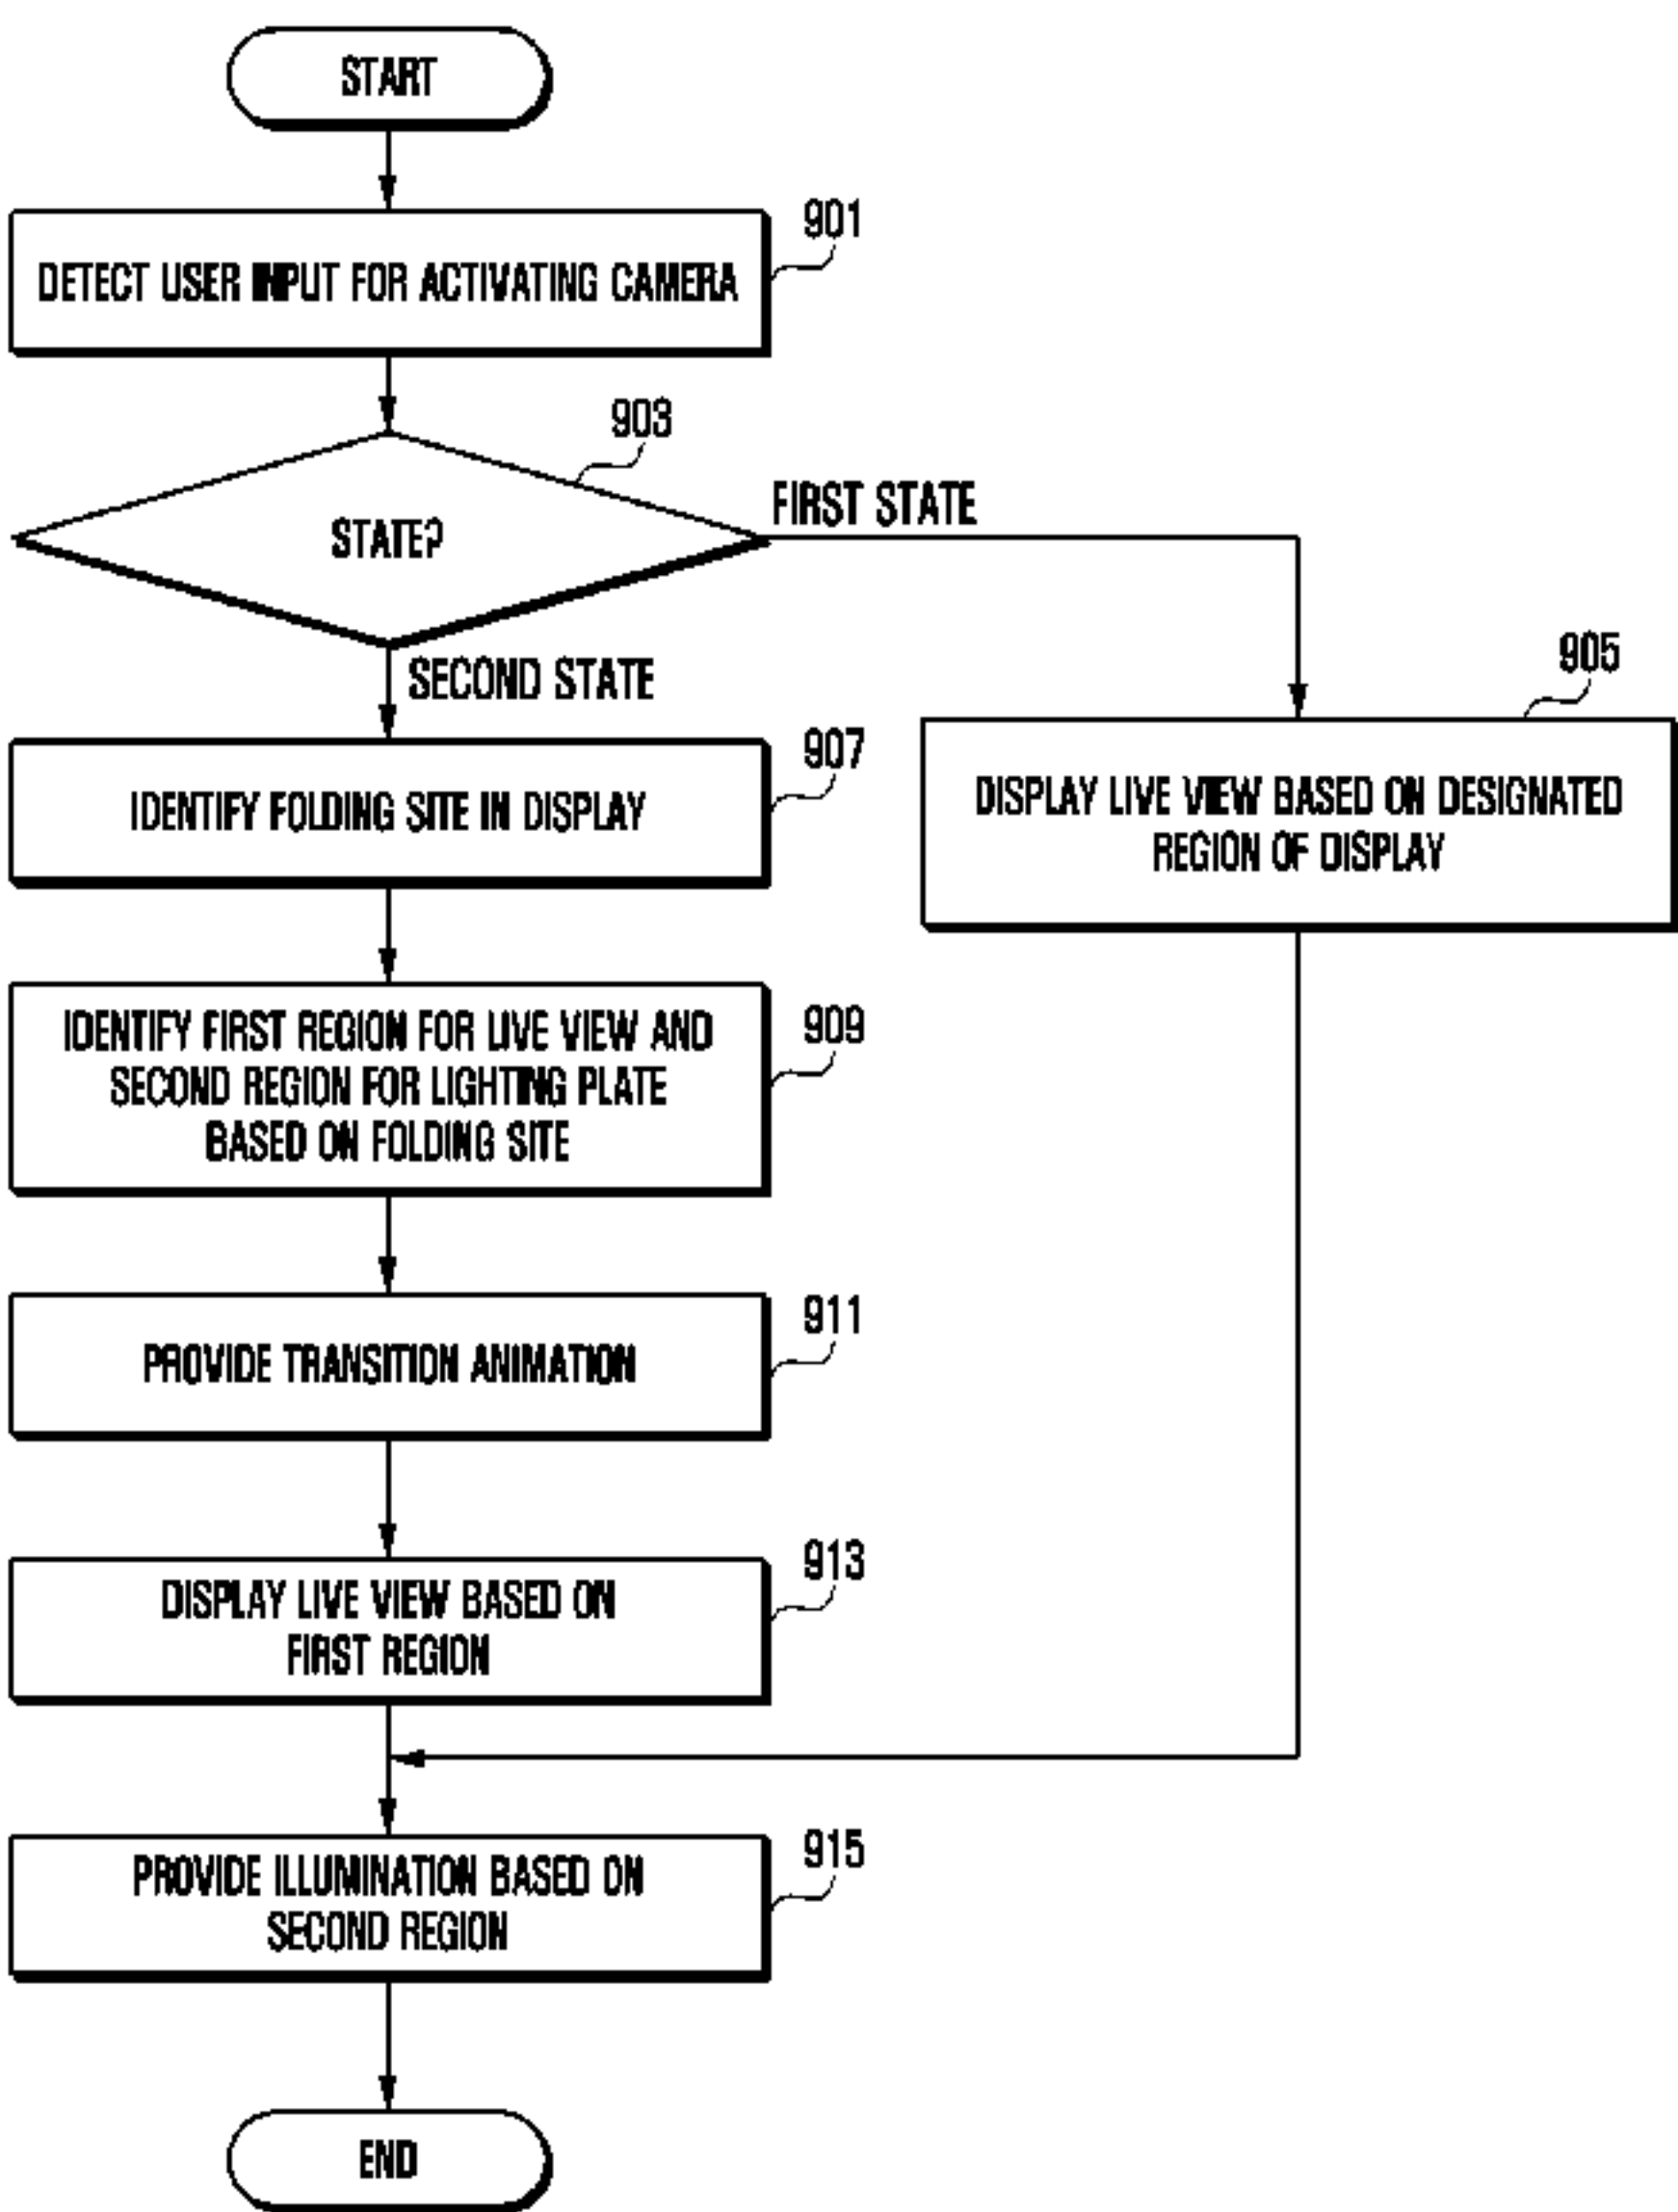 START
901
DETECT USER INPUT FOR ACTIVATING CAMERA
903
STATE?
FIRST STATE
SECOND STATE
905
DISPLAY LIVE VIEW BASED ON DESIGNATED
REGION OF DISPLAY
907
IDENTIFY FOLDING SITE IN DISPLAY
909
IDENTIFY FIRST REGION FOR LIVE VIEW AND
SECOND REGION FOR LIGHTING PLATE
BASED ON FOLDING SITE
911
PROVIDE TRANSITION ANIMATION
913
DISPLAY LIVE VIEW BASED ON
FIRST REGION
915
PROVIDE ILLUMINATION BASED ON
SECOND REGION
END